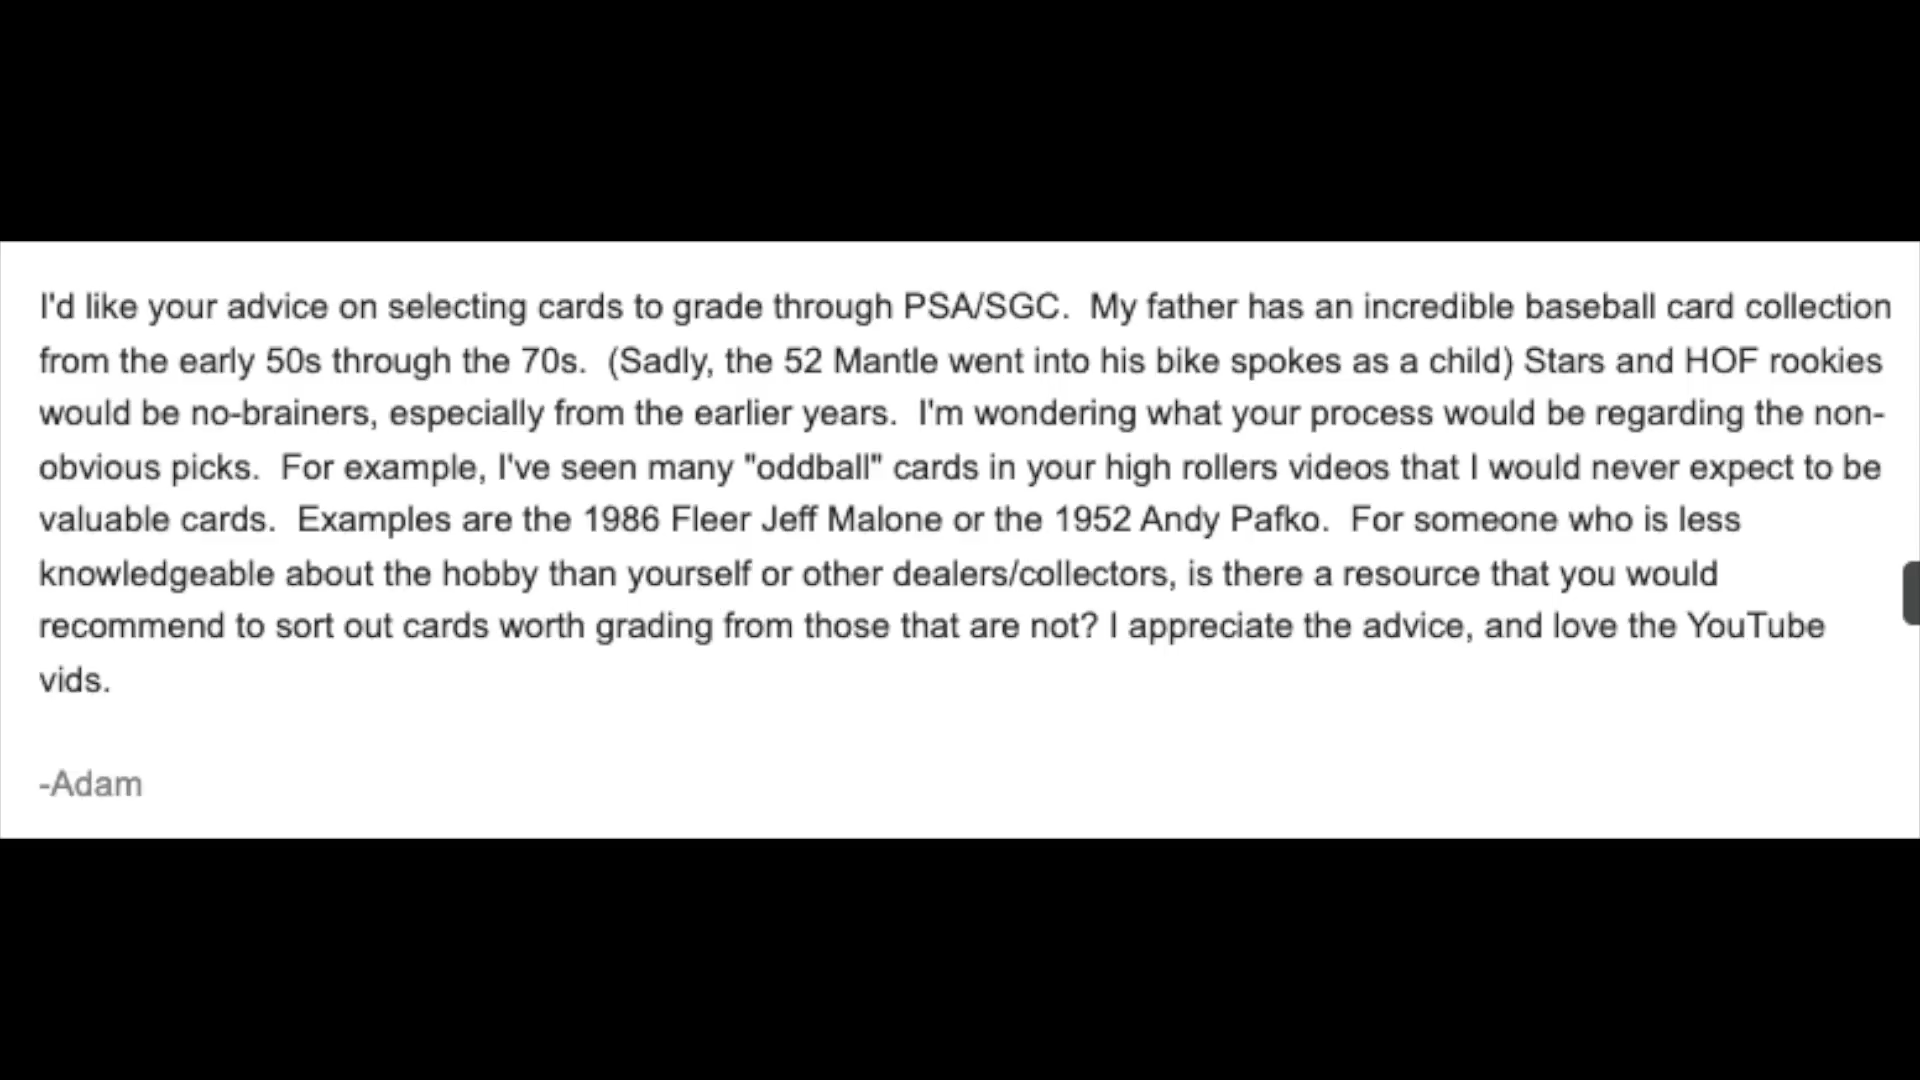 I'd like your advice on selecting cards to grade through PSA/SGC.  My father has an incredible baseball card collection
from the early 50s through the 70s.  (Sadly, the 52 Mantle went into his bike spokes as a child) Stars and HOF rookies
would be no-brainers, especially from the earlier years.  I'm wondering what your process would be regarding the non-
obvious picks.  For example, I've seen many "oddball" cards in your high rollers videos that I would never expect to be
valuable cards.  Examples are the 1986 Fleer Jeff Malone or the 1952 Andy Pafko.  For someone who is less
knowledgeable about the hobby than yourself or other dealers/collectors, is there a resource that you would
recommend to sort out cards worth grading from those that are not? I appreciate the advice, and love the YouTube
vids.
-Adam